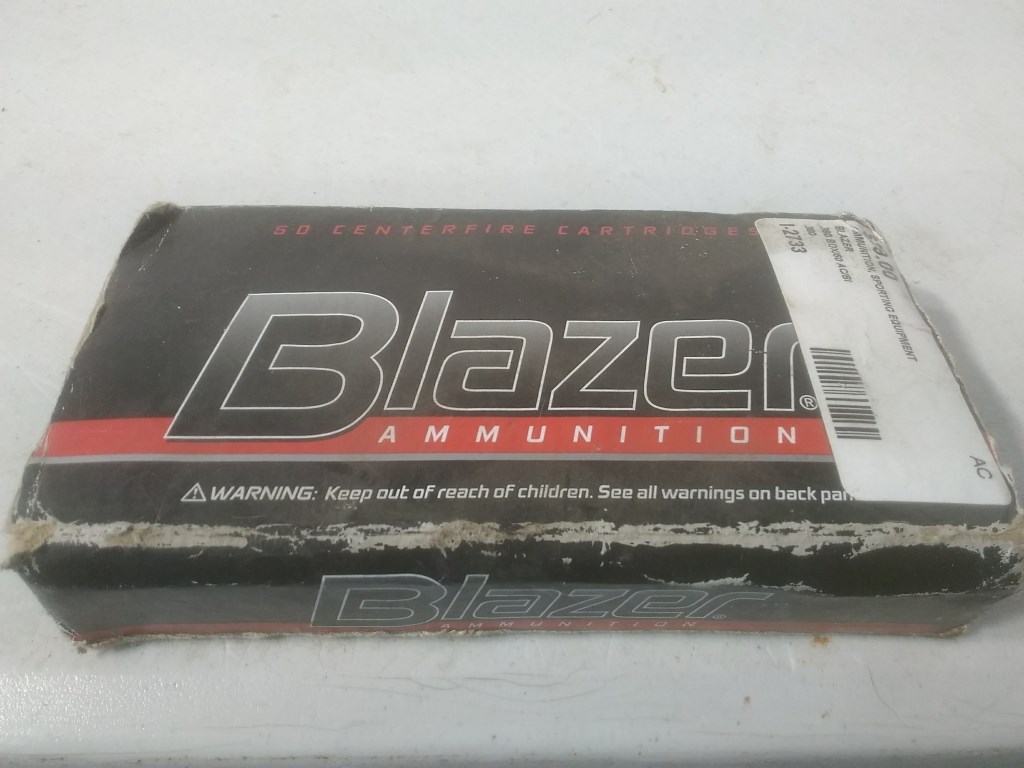 50 CENTERFIRE CARTRIDGES
Blazer®
AMMUNITION
⚠ WARNING: Keep out of reach of children. See all warnings on back
Blazer®
AMMUNITION
AMMUNITION, SPORTING EQUIPMENT
BLAZER
380
1-2733
AC